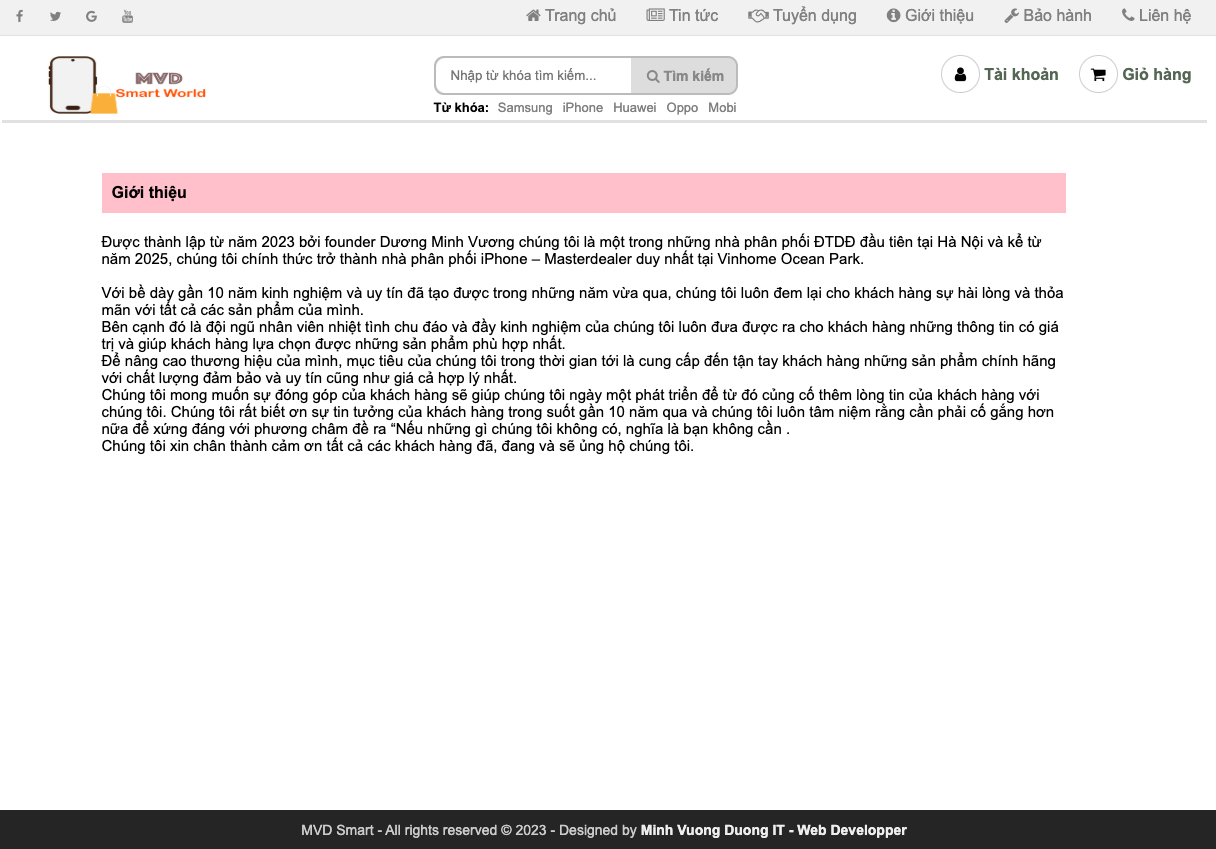 Trang chủ Tin tức Tuyển dụng Giới thiệu Bảo hành Liên hệ
MVD
Smart World
Nhập từ khóa tìm kiếm... Tìm kiếm
Từ khóa: Samsung iPhone Huawei Oppo Mobi
Tài khoản Giỏ hàng
Giới thiệu
Được thành lập từ năm 2023 bởi founder Dương Minh Vương chúng tôi là một trong những nhà phân phối ĐTDĐ đầu tiên tại Hà Nội và kể từ
năm 2025, chúng tôi chính thức trở thành nhà phân phối iPhone – Masterdealer duy nhất tại Vinhome Ocean Park.
Với bề dày gần 10 năm kinh nghiệm và uy tín đã tạo được trong những năm vừa qua, chúng tôi luôn đem lại cho khách hàng sự hài lòng và thỏa
mãn với tất cả các sản phẩm của mình.
Bên cạnh đó là đội ngũ nhân viên nhiệt tình chu đáo và đầy kinh nghiệm của chúng tôi luôn đưa được ra cho khách hàng những thông tin có giá
trị và giúp khách hàng lựa chọn được những sản phẩm phù hợp nhất.
Để nâng cao thương hiệu của mình, mục tiêu của chúng tôi trong thời gian tới là cung cấp đến tận tay khách hàng những sản phẩm chính hãng
với chất lượng đảm bảo và uy tín cũng như giá cả hợp lý nhất.
Chúng tôi mong muốn sự đóng góp của khách hàng sẽ giúp chúng tôi ngày một phát triển để từ đó củng cố thêm lòng tin của khách hàng với
chúng tôi. Chúng tôi rất biết ơn sự tin tưởng của khách hàng trong suốt gần 10 năm qua và chúng tôi luôn tâm niệm rằng cần phải cố gắng hơn
nữa để xứng đáng với phương châm đề ra “Nếu những gì chúng tôi không có, nghĩa là bạn không cần .
Chúng tôi xin chân thành cảm ơn tất cả các khách hàng đã, đang và sẽ ủng hộ chúng tôi.
MVD Smart - All rights reserved © 2023 - Designed by Minh Vuong Duong IT - Web Developper